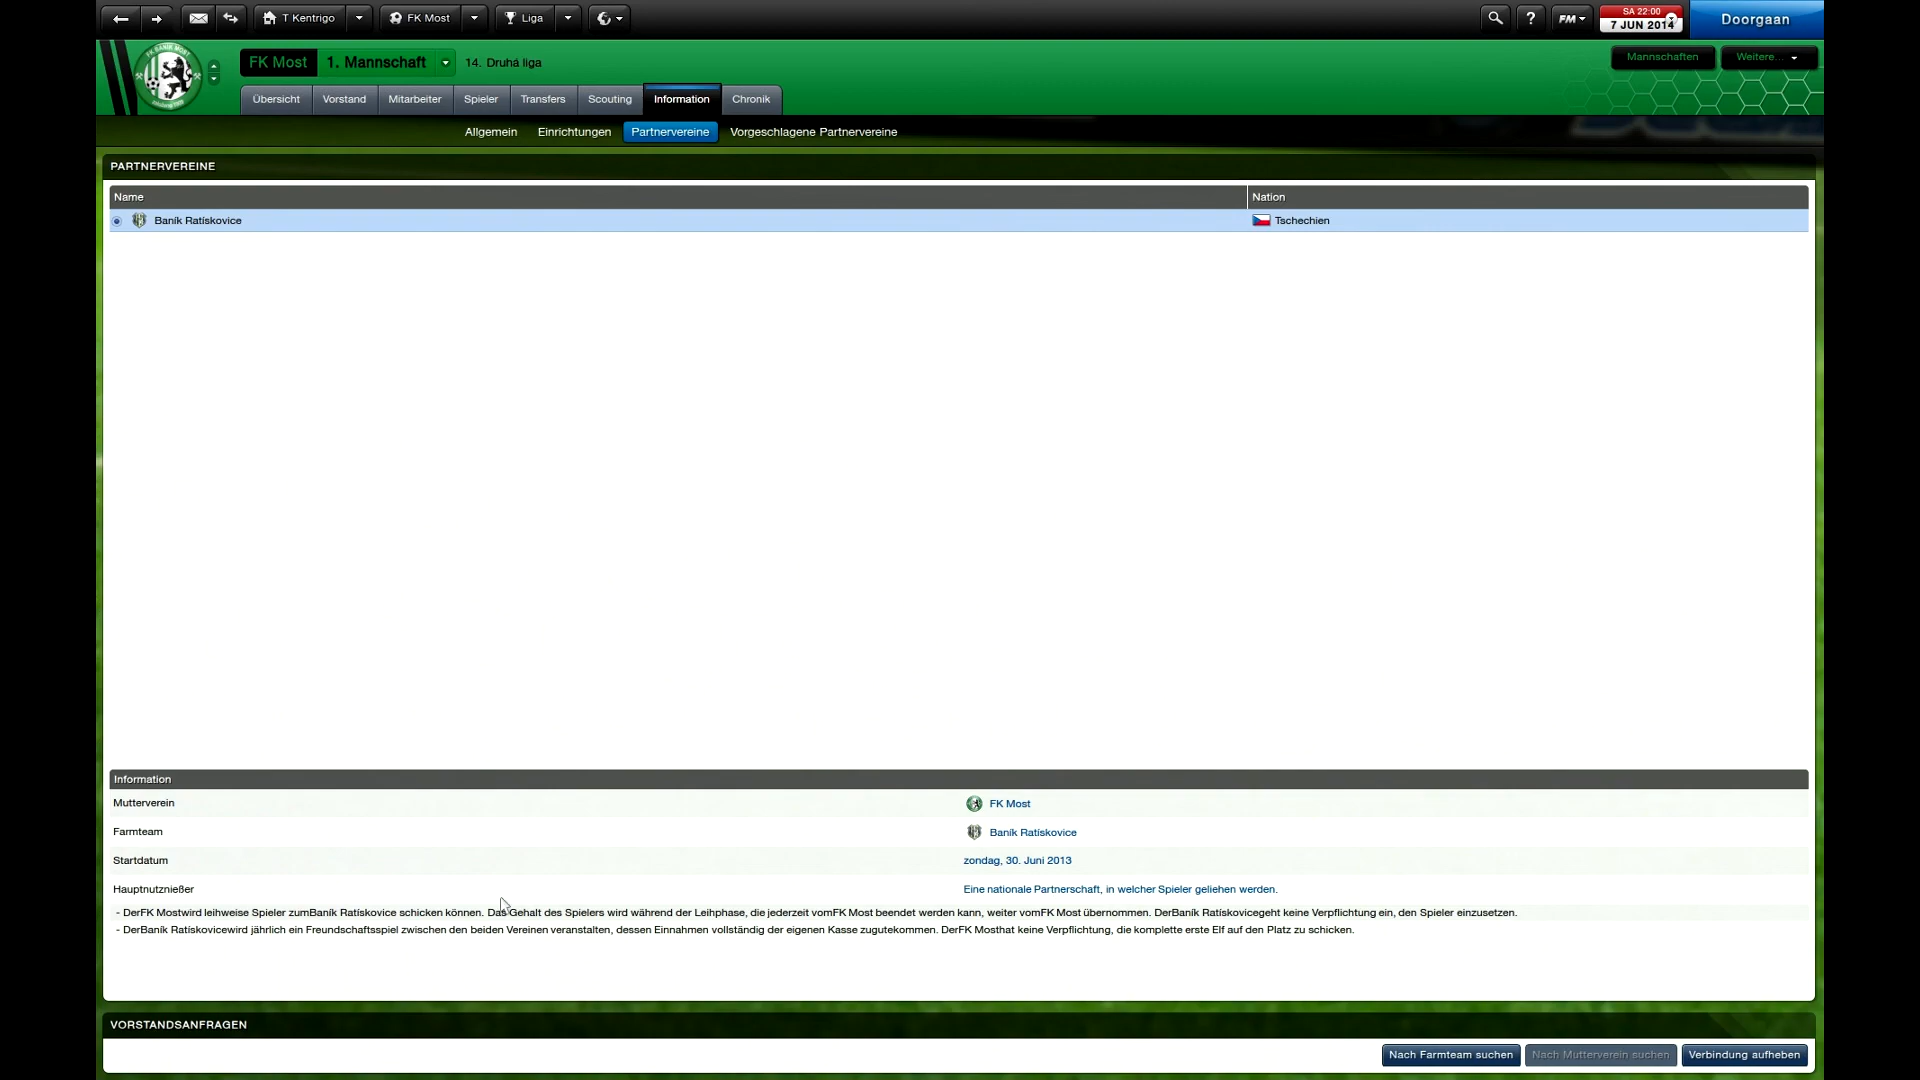 T Kentrigo FK Most Liga ? FM SA 22:00 7 JUN 2014 Doorgaan
FK Most 1. Mannschaft 14. Druhá liga Mannschaften Weitere...
Übersicht Vorstand Mitarbeiter Spieler Transfers Scouting Information Chronik
Allgemein Einrichtungen Partnervereine Vorgeschlagene Partnervereine
PARTNERVEREINE
Name Nation
Baník Ratískovice Tschechien
Information
Mutterverein FK Most
Farmteam Baník Ratískovice
Startdatum zondag, 30. Juni 2013
Hauptnutznießer Eine nationale Partnerschaft, in welcher Spieler geliehen werden.
- DerFK Mostwird leihweise Spieler zumBaník Ratískovice schicken können. Das Gehalt des Spielers wird während der Leihphase, die jederzeit vomFK Most beendet werden kann, weiter vomFK Most übernommen. DerBaník Ratískovicegeht keine Verpflichtung ein, den Spieler einzusetzen.
- DerBaník Ratískovicewird jährlich ein Freundschaftsspiel zwischen den beiden Vereinen veranstalten, dessen Einnahmen vollständig der eigenen Kasse zugutekommen. DerFK Mosthat keine Verpflichtung, die komplette erste Elf auf den Platz zu schicken.
VORSTANDSANFRAGEN
Nach Farmteam suchen Nach Mutterverein suchen Verbindung aufheben